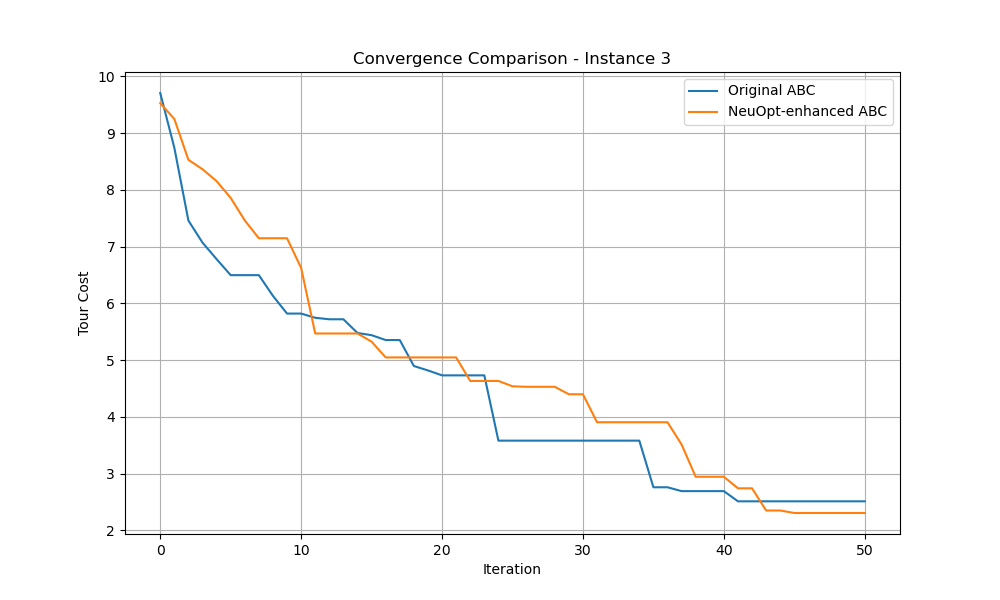 Convergence Comparison - Instance 3
Original ABC
NeuOpt-enhanced ABC
Tour Cost
10
9
8
7
6
5
4
3
2
0 10 20 30 40 50
Iteration